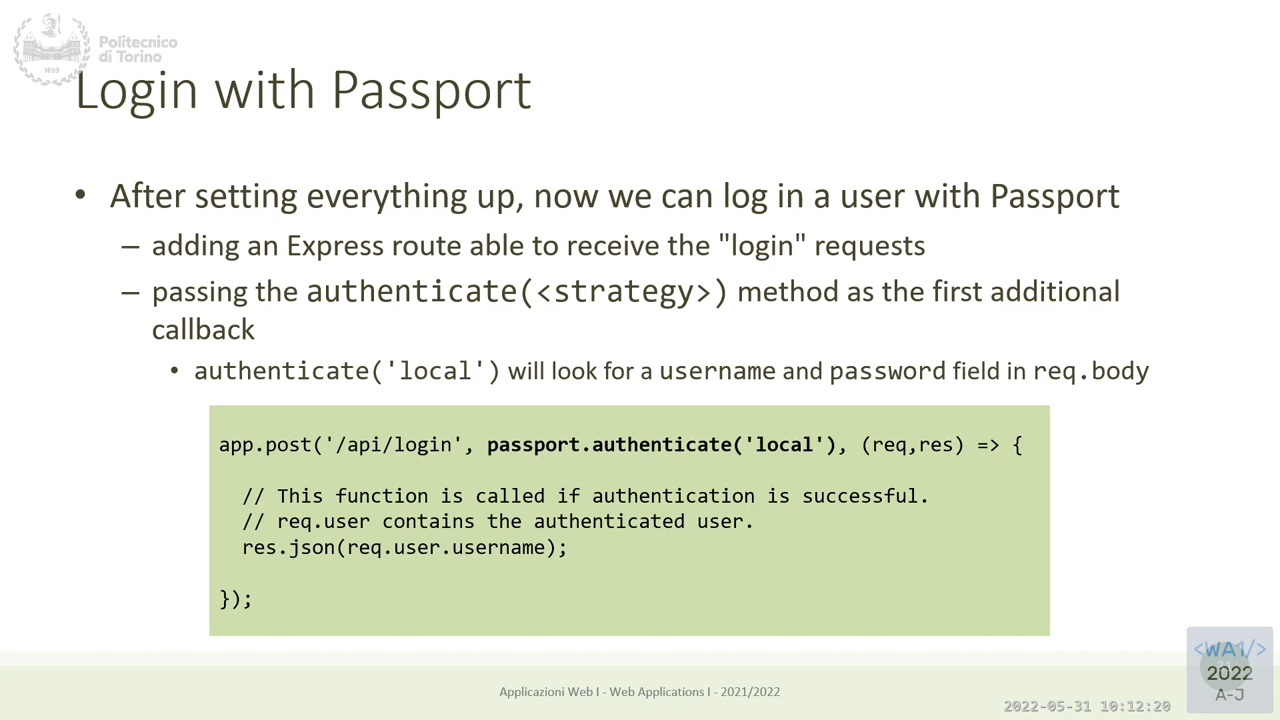 Politecnico
di Torino
1859
Login with Passport
• After setting everything up, now we can log in a user with Passport
– adding an Express route able to receive the "login" requests
– passing the authenticate(<strategy>) method as the first additional
callback
• authenticate('local') will look for a username and password field in req.body
app.post('/api/login', passport.authenticate('local'), (req,res) => {
// This function is called if authentication is successful.
// req.user contains the authenticated user.
res.json(req.user.username);
});
Applicazioni Web I - Web Applications I - 2021/2022
2022-05-31 10:12:20
<WA1/>
2022
A-J